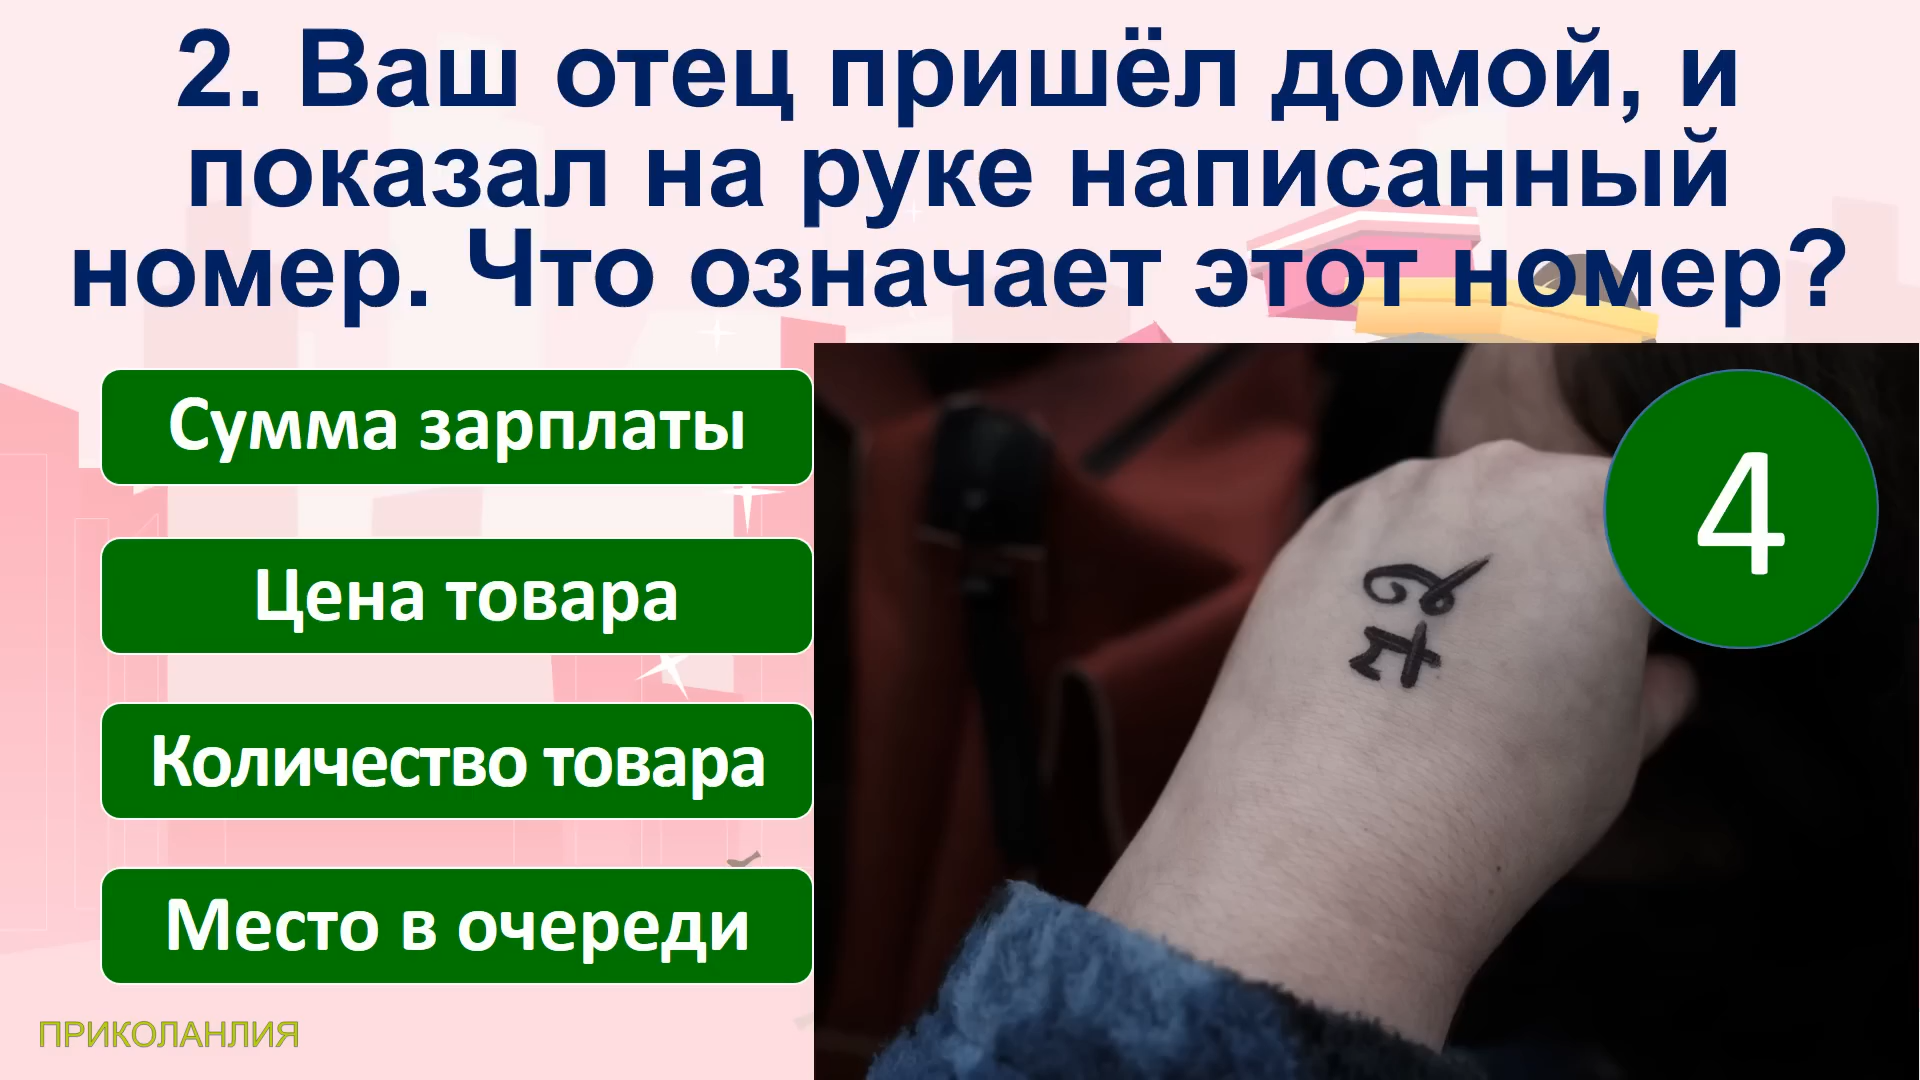 2. Ваш отец пришёл домой, и
показал на руке написанный
номер. Что означает этот номер?
Сумма зарплаты
Цена товара
Количество товара
Место в очереди
4
ПРИКОЛАНЛИЯ